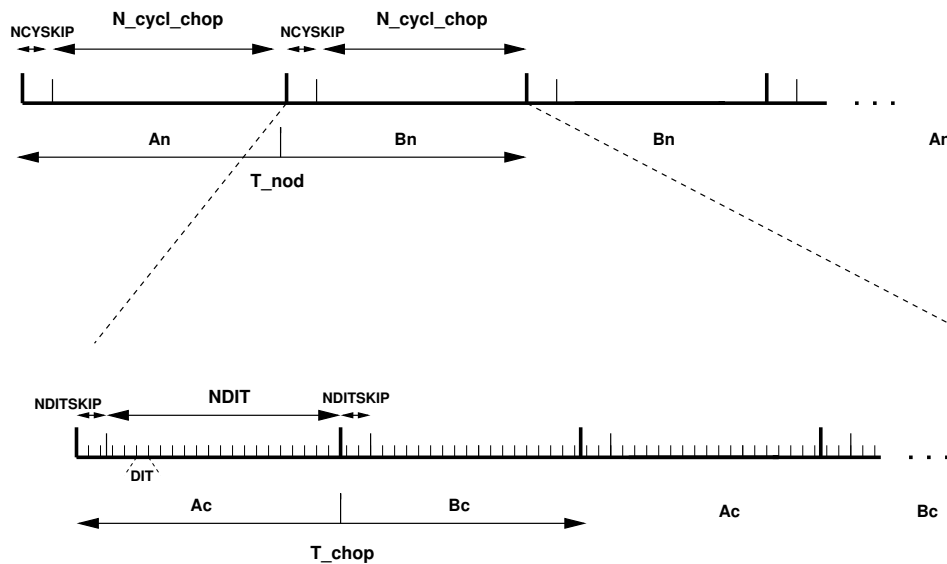 N_cycl_chop N_cycl_chop
NCYSKIP NCYSKIP
. . .
An Bn Bn An
T_nod
NDITSKIP NDIT NDITSKIP
. . .
DIT
Ac Bc Ac Bc
T_chop